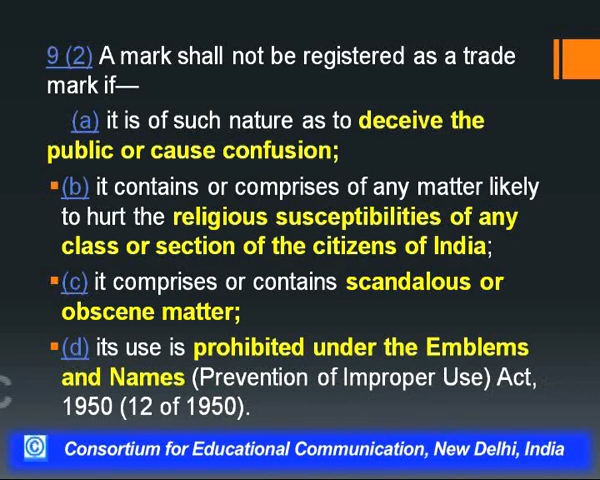 9 (2) A mark shall not be registered as a trade
mark if—
(a) it is of such nature as to deceive the
public or cause confusion;
(b) it contains or comprises of any matter likely
to hurt the religious susceptibilities of any
class or section of the citizens of India;
(c) it comprises or contains scandalous or
obscene matter;
(d) its use is prohibited under the Emblems
and Names (Prevention of Improper Use) Act,
1950 (12 of 1950).
© Consortium for Educational Communication, New Delhi, India